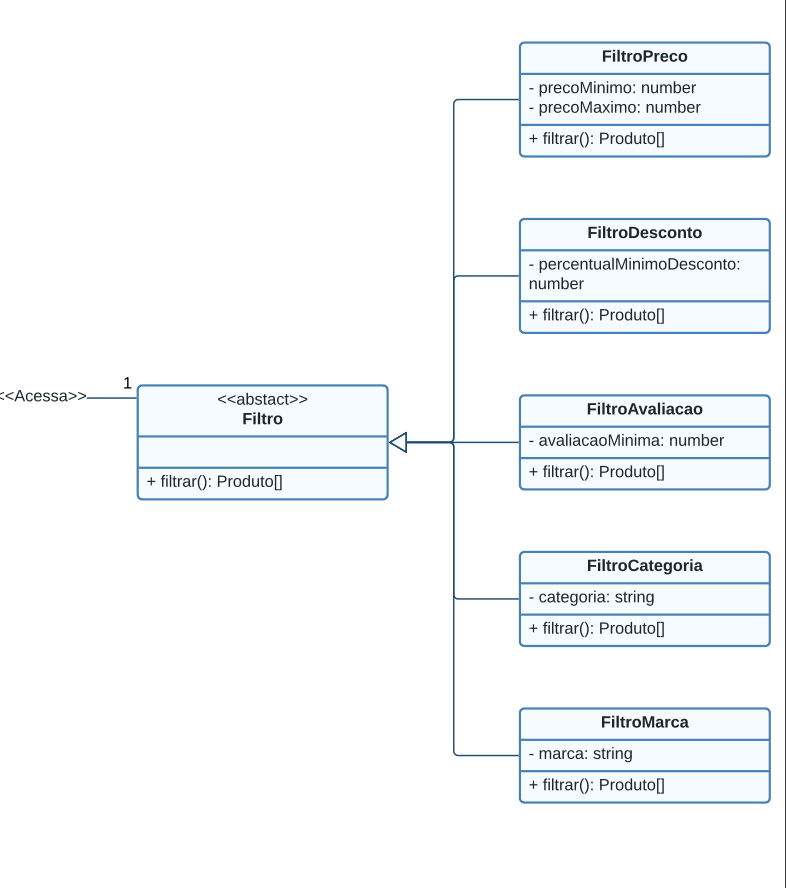 FiltroPreco
- precoMinimo: number
- precoMaximo: number
+ filtrar(): Produto[]
FiltroDesconto
- percentualMinimoDesconto:
number
+ filtrar(): Produto[]
<<Acessa>>
1
<<abstact>>
Filtro
+ filtrar(): Produto[]
FiltroAvaliacao
- avaliacaoMinima: number
+ filtrar(): Produto[]
FiltroCategoria
- categoria: string
+ filtrar(): Produto[]
FiltroMarca
- marca: string
+ filtrar(): Produto[]